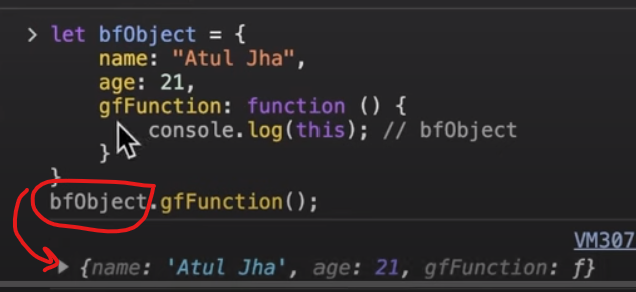 > let bfObject = {
name: "Atul Jha",
age: 21,
gfFunction: function () {
console.log(this); // bfObject
}
}
bfObject.gfFunction();
VM307
▶ {name: 'Atul Jha', age: 21, gfFunction: ƒ}